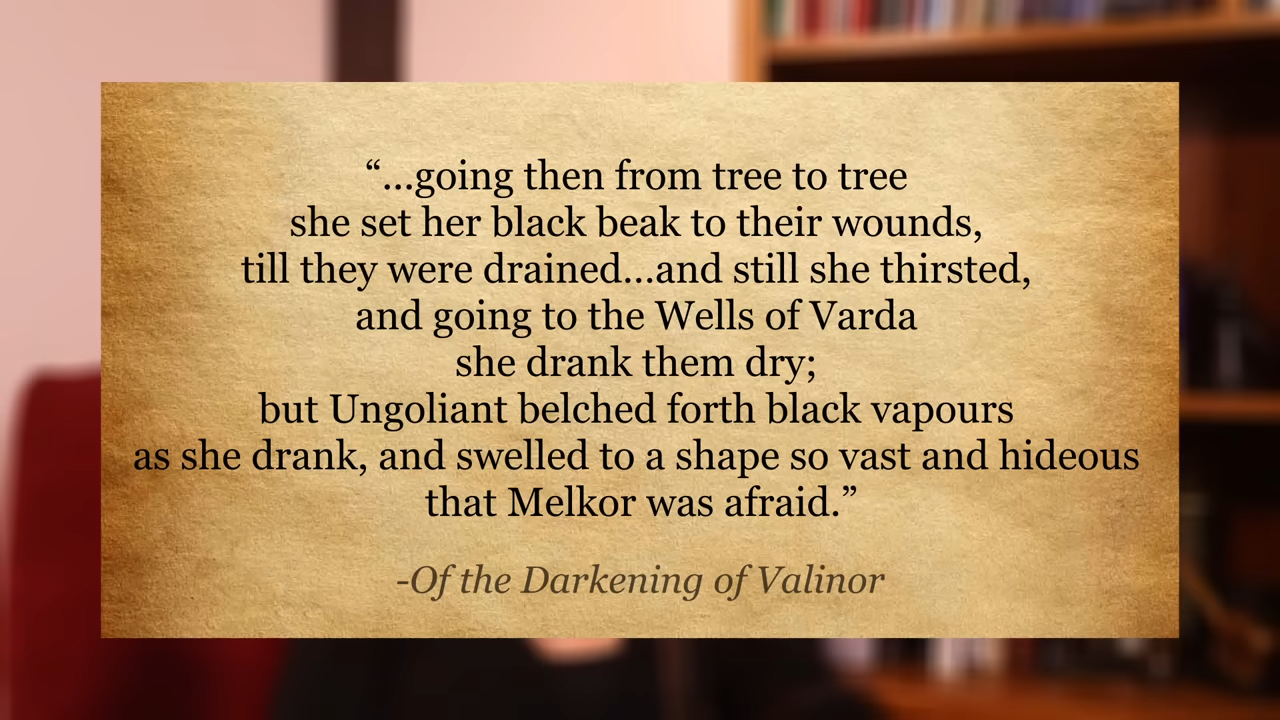 “...going then from tree to tree
she set her black beak to their wounds,
till they were drained...and still she thirsted,
and going to the Wells of Varda
she drank them dry;
but Ungoliant belched forth black vapours
as she drank, and swelled to a shape so vast and hideous
that Melkor was afraid.”
-Of the Darkening of Valinor